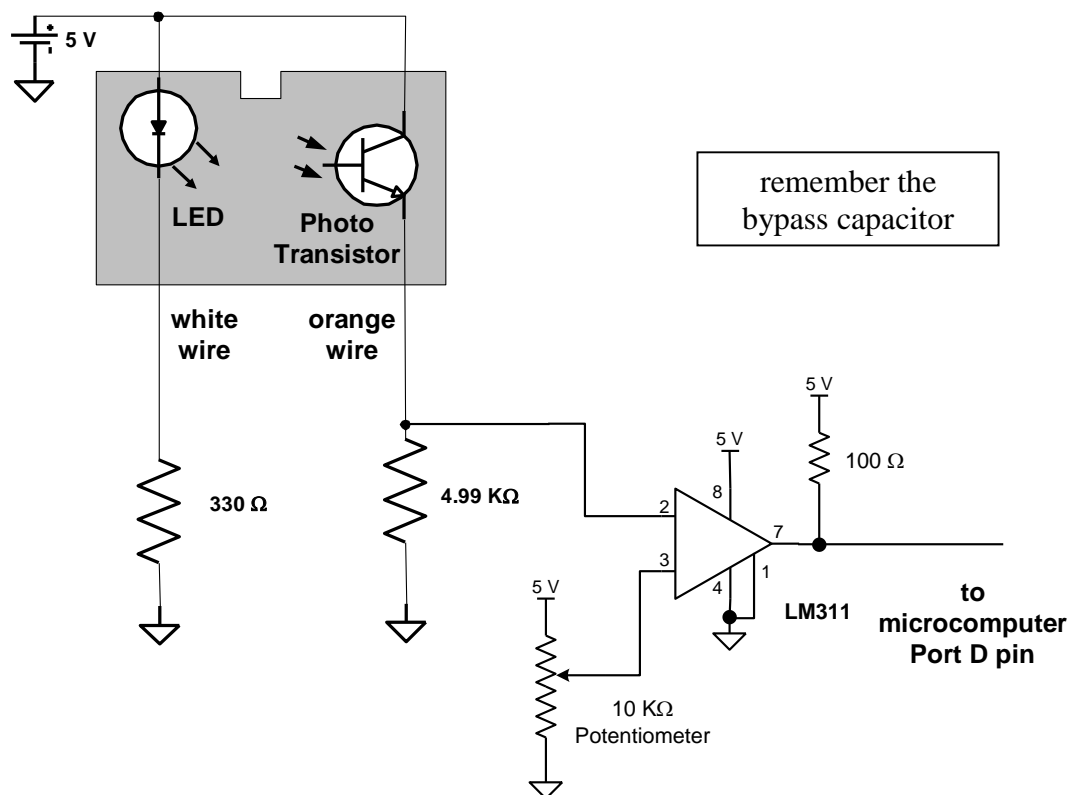 5 V
LED
Photo
Transistor
remember the
bypass capacitor
white
wire
orange
wire
330 Ω
4.99 KΩ
5 V
100 Ω
5 V
8
2
7
3
1
4
LM311
to
microcomputer
Port D pin
5 V
10 KΩ
Potentiometer